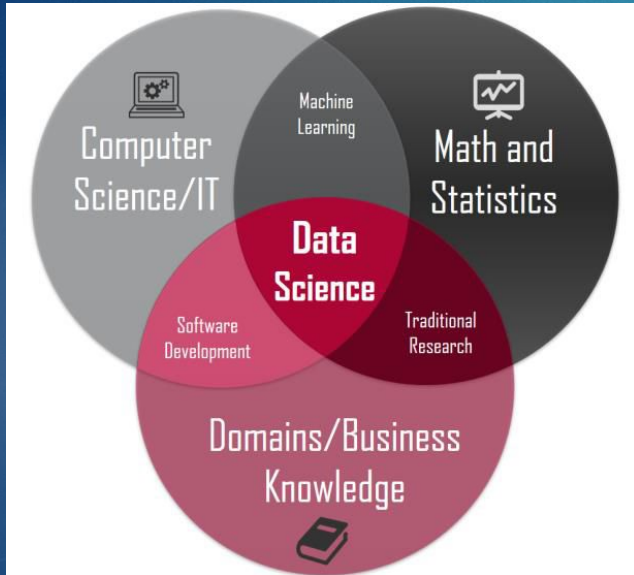 Computer
Science/IT
Machine
Learning
Math and
Statistics
Data
Science
Software
Development
Traditional
Research
Domains/Business
Knowledge